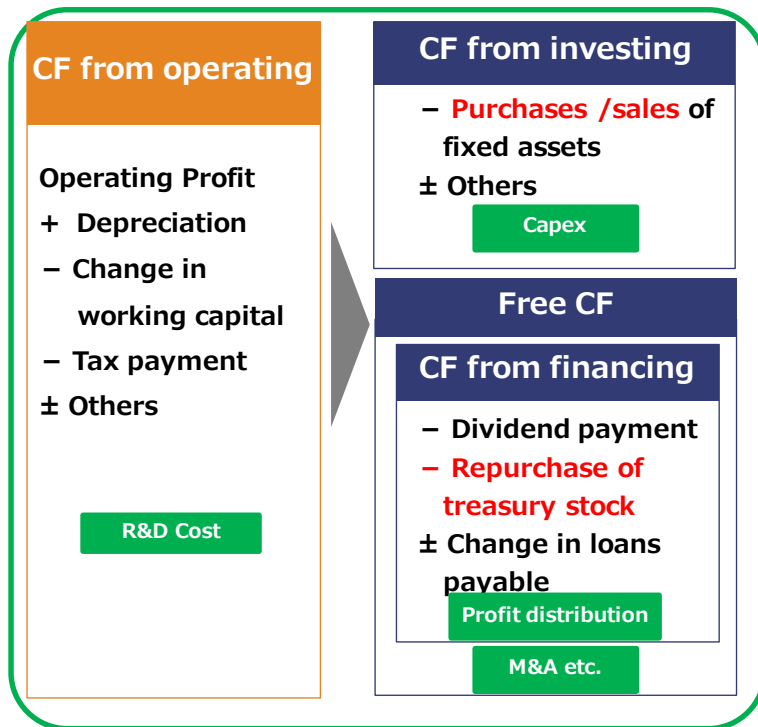 CF from operating
Operating Profit
+ Depreciation
− Change in
working capital
− Tax payment
± Others
R&D Cost
CF from investing
− Purchases /sales of
fixed assets
± Others
Capex
Free CF
CF from financing
− Dividend payment
− Repurchase of
treasury stock
± Change in loans
payable
Profit distribution
M&A etc.